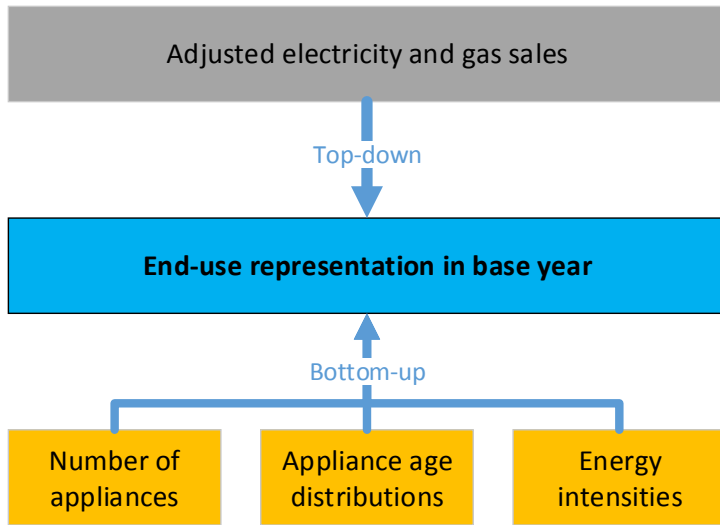 Adjusted electricity and gas sales
Top-down
End-use representation in base year
Bottom-up
Number of
appliances
Appliance age
distributions
Energy
intensities